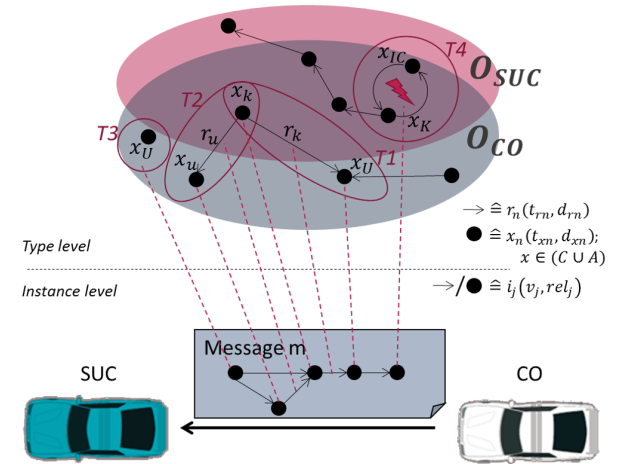 x_IC
T4
O_SUC
T2
x_k
x_K
O_CO
T3
r_u
r_k
x_U
x_u
x_U
T1
→ ≙ r_n(t_rn, d_rn)
● ≙ x_n(t_xn, d_xn);
x ∈ (C ∪ A)
Type level
Instance level
→/● ≙ i_j(v_j, rel_j)
Message m
SUC
CO